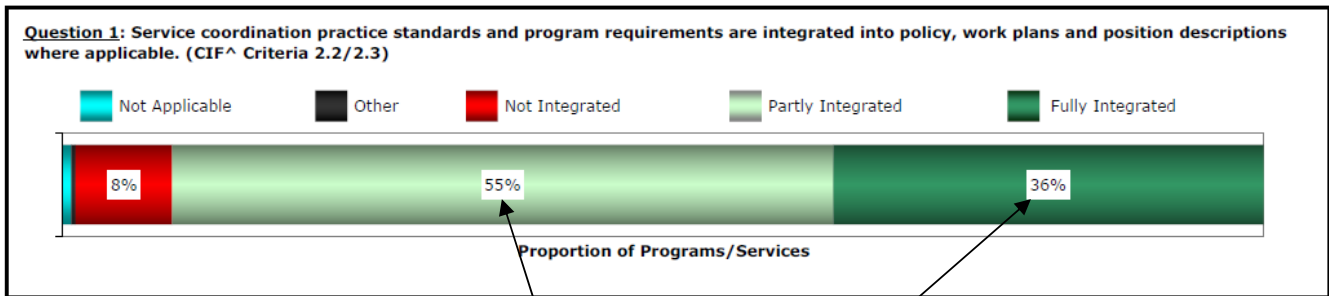 Question 1: Service coordination practice standards and program requirements are integrated into policy, work plans and position descriptions
where applicable. (CIF^ Criteria 2.2/2.3)
Not Applicable Other Not Integrated Partly Integrated Fully Integrated
8% 55% 36%
Proportion of Programs/Services